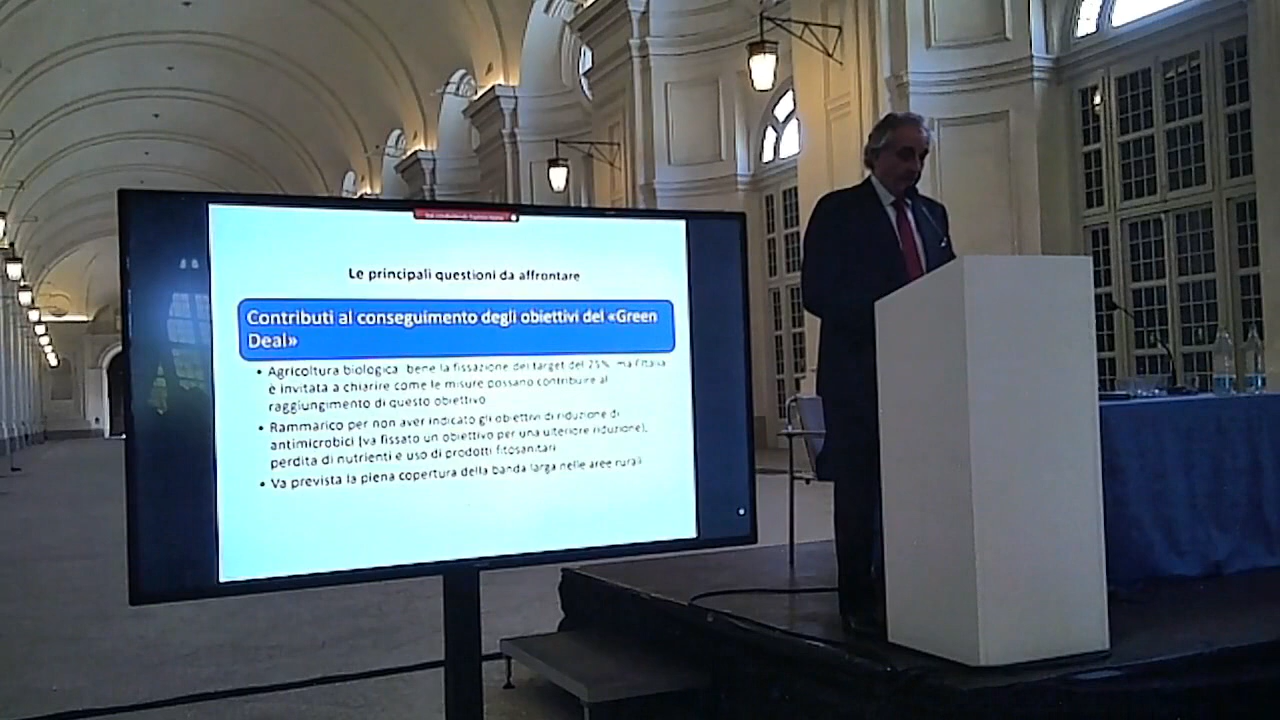 Le principali questioni da affrontare
Contributi al conseguimento degli obiettivi del «Green
Deal»
• Agricoltura biologica bene la fissazione del target del 25% ma l'Italia
è invitata a chiarire come le misure possano contribuire al
raggiungimento di questo obiettivo
• Rammarico per non aver indicato gli obiettivi di riduzione di
antimicrobici (va fissato un obiettivo per una ulteriore riduzione),
perdita di nutrienti e uso di prodotti fitosanitari
• Va prevista la piena copertura della banda larga nelle aree rurali